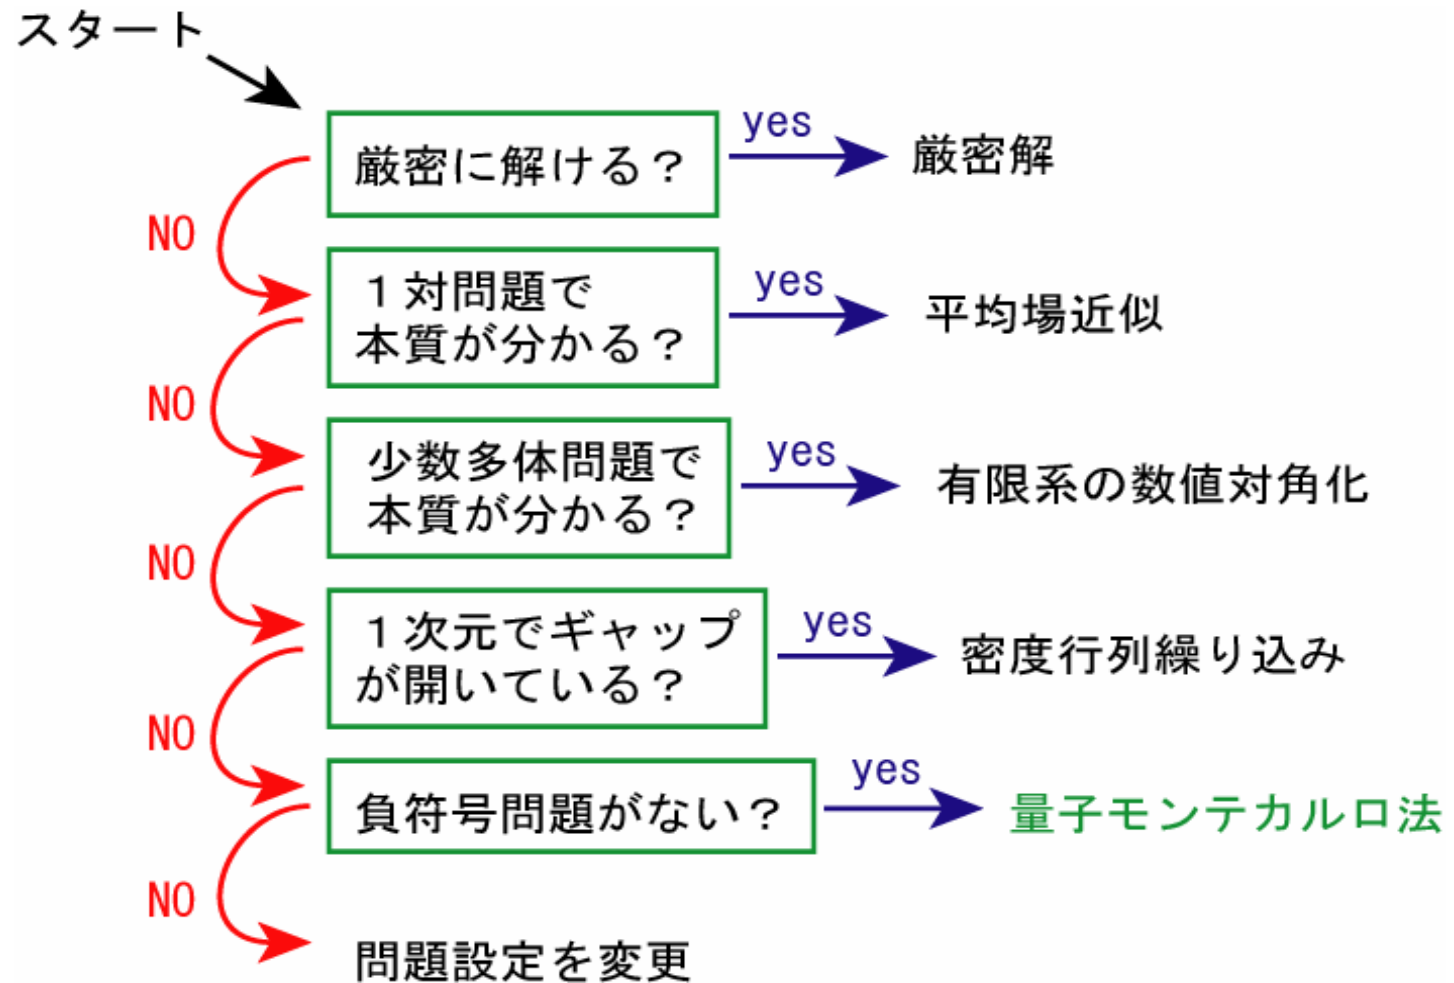 スタート
厳密に解ける？
yes
厳密解
NO
１対問題で
本質が分かる？
yes
平均場近似
NO
少数多体問題で
本質が分かる？
yes
有限系の数値対角化
NO
１次元でギャップ
が開いている？
yes
密度行列繰り込み
NO
負符号問題がない？
yes
量子モンテカルロ法
NO
問題設定を変更